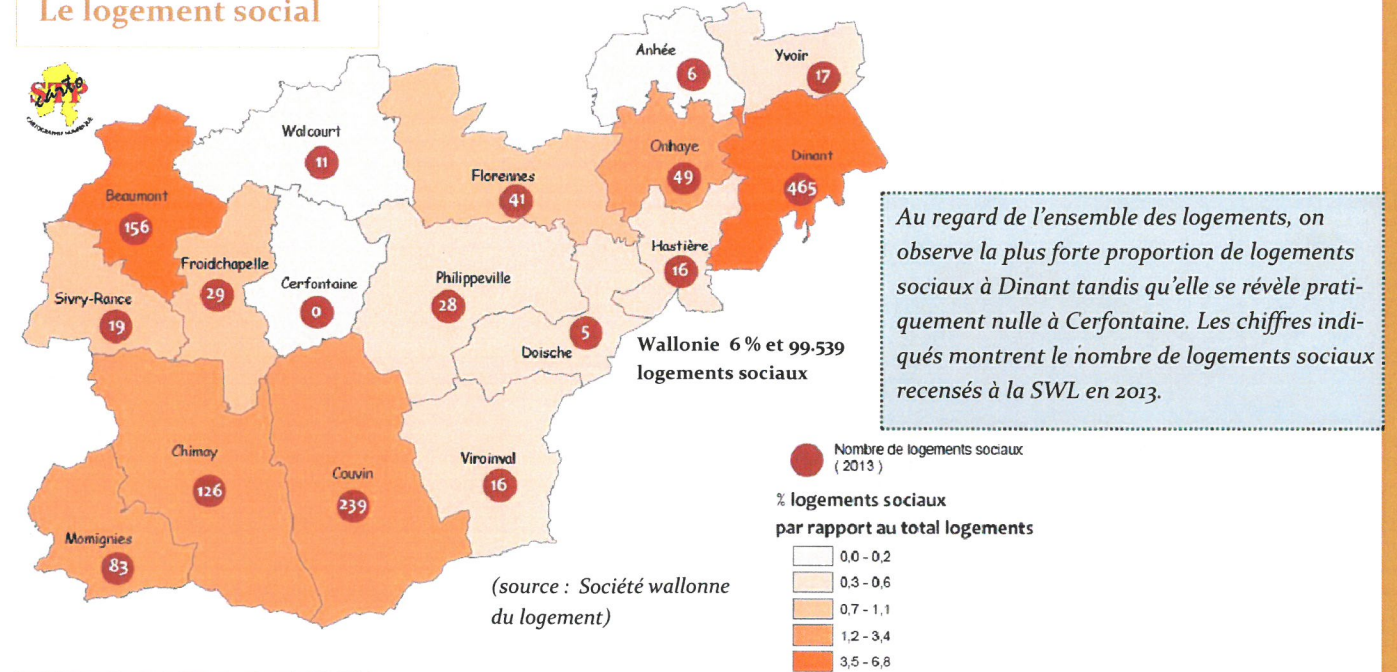 Le logement social
STP
carto
CARTOGRAPHIE NUMERIQUE
Anhée
6
Yvoir
17
Walcourt
11
Florennes
41
Onhaye
49
Dinant
465
Beaumont
156
Froidchapelle
29
Cerfontaine
0
Philippeville
28
Hastière
16
Sivry-Rance
19
Doische
5
Wallonie 6 % et 99.539
logements sociaux
Au regard de l'ensemble des logements, on
observe la plus forte proportion de logements
sociaux à Dinant tandis qu'elle se révèle prati-
quement nulle à Cerfontaine. Les chiffres indi-
qués montrent le nombre de logements sociaux
recensés à la SWL en 2013.
Chimay
126
Couvin
239
Viroinval
16
Momignies
83
(source : Société wallonne
du logement)
Nombre de logements sociaux
( 2013 )
% logements sociaux
par rapport au total logements
0,0 - 0,2
0,3 - 0,6
0,7 - 1,1
1,2 - 3,4
3,5 - 6,8